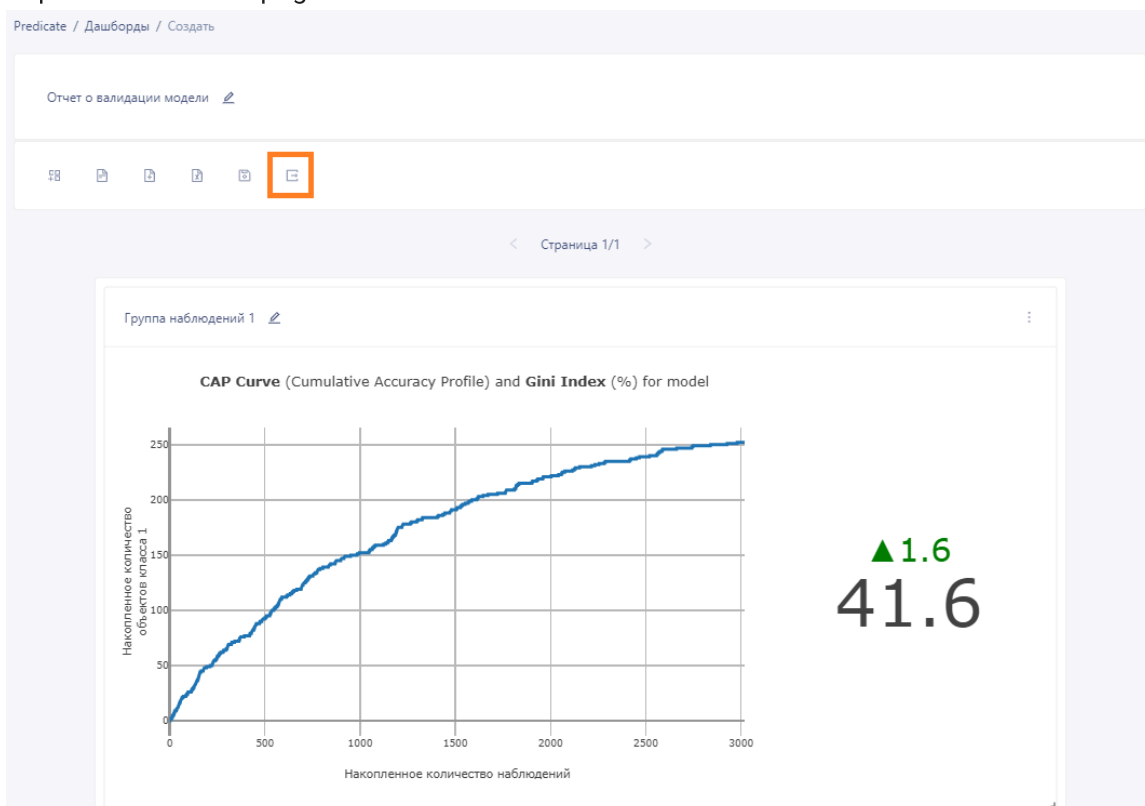 Predicate / Дашборды / Создать
Отчет о валидации модели
< Страница 1/1 >
Группа наблюдений 1
CAP Curve (Cumulative Accuracy Profile) and Gini Index (%) for model
250
200
150
100
50
0
Накопленное количество
объектов класса 1
0 500 1000 1500 2000 2500 3000
Накопленное количество наблюдений
▲1.6
41.6